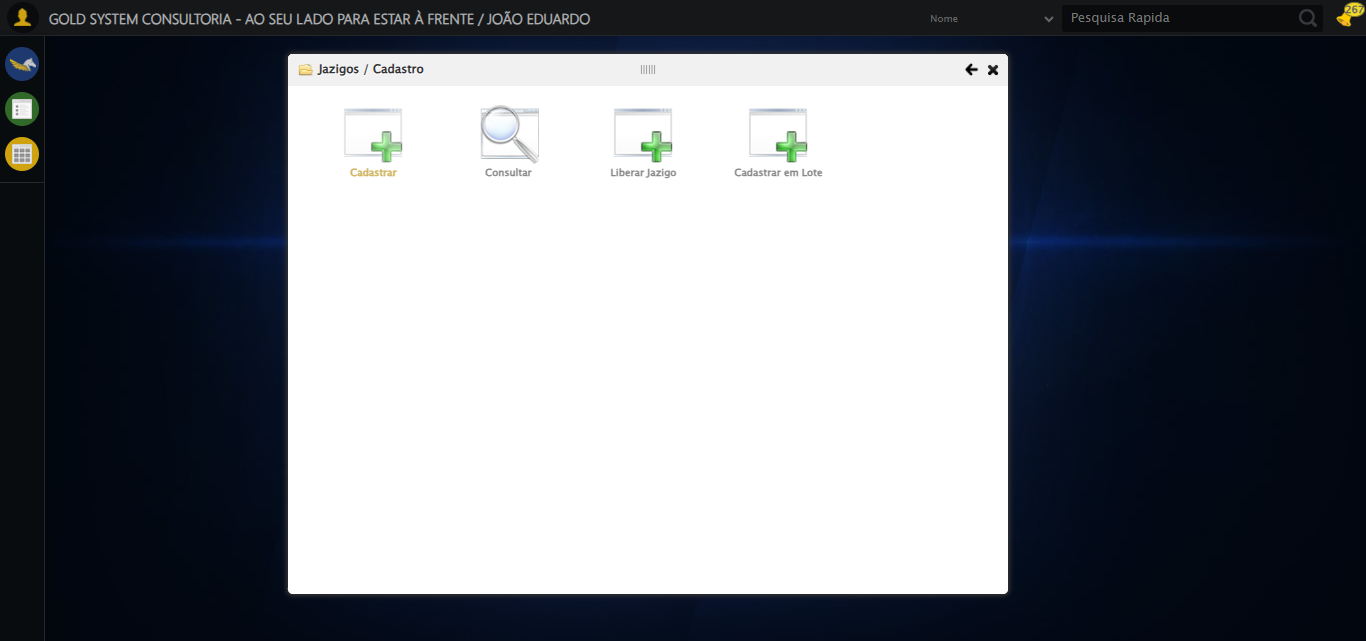 GOLD SYSTEM CONSULTORIA - AO SEU LADO PARA ESTAR À FRENTE / JOÃO EDUARDO
Nome
Pesquisa Rapida
267
Jazigos / Cadastro
Cadastrar
Consultar
Liberar Jazigo
Cadastrar em Lote